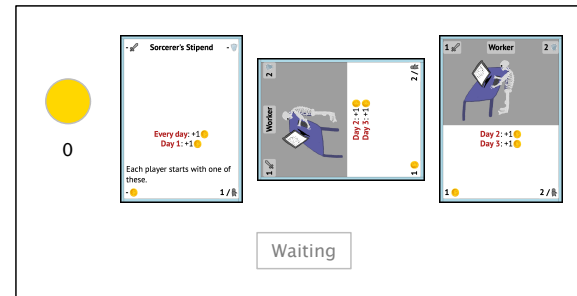 0
- Sorcerer's Stipend -
Every day: +1
Day 1: +1
Each player starts with one of
these.
- 1 /
1 Worker 2
Day 2: +1
Day 3: +1
1 2 /
1 Worker 2
Day 2: +1
Day 3: +1
1 2 /
Waiting